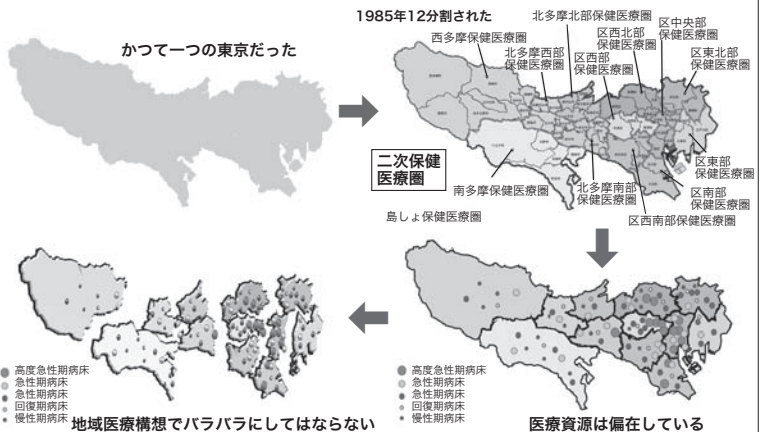 かつて一つの東京だった
1985年12分割された
西多摩保健医療圏
北多摩北部保健医療圏
北多摩西部
保健医療圏
区西部
保健医療圏
区西北部
保健医療圏
区中央部
保健医療圏
区東北部
保健医療圏
二次保健
医療圏
南多摩保健医療圏
北多摩南部
保健医療圏
区西南部保健医療圏
区南部
保健医療圏
区東部
保健医療圏
島しょ保健医療圏
高度急性期病床
急性期病床
急性期病床
回復期病床
慢性期病床
地域医療構想でバラバラにしてはならない
高度急性期病床
急性期病床
急性期病床
回復期病床
慢性期病床
医療資源は偏在している